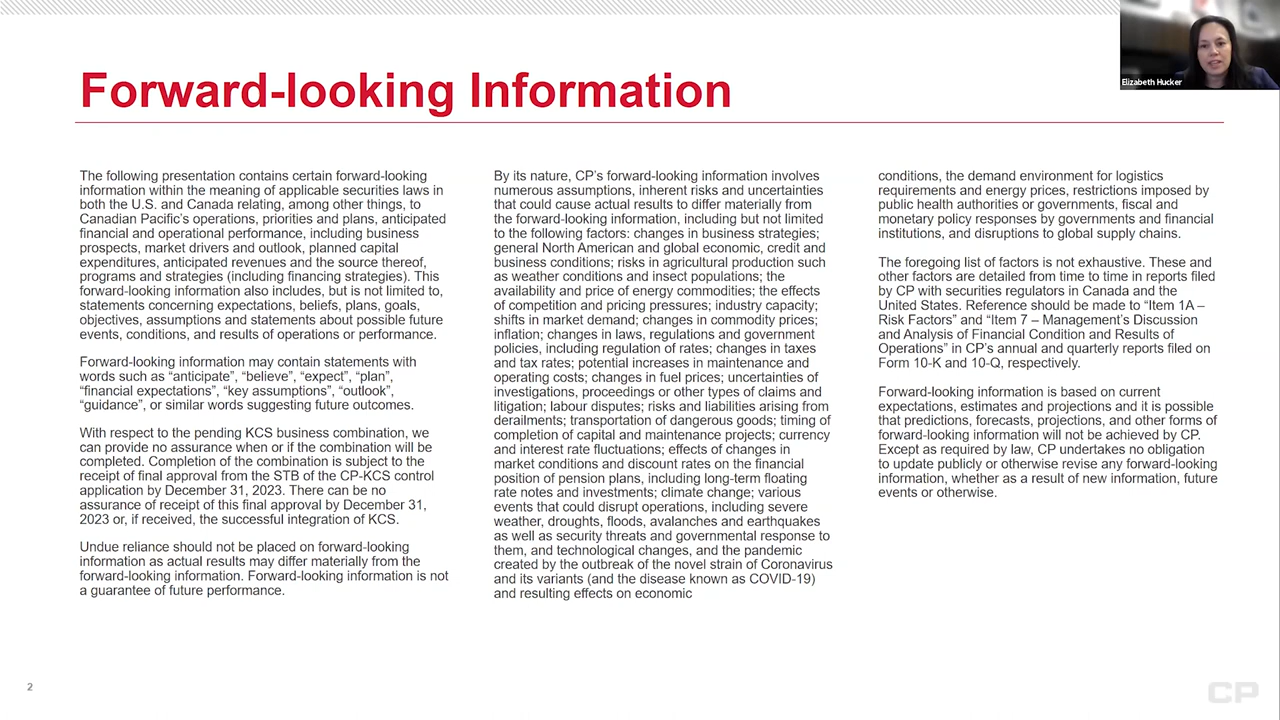 Elizabeth Hucker
Forward-looking Information
The following presentation contains certain forward-looking
information within the meaning of applicable securities laws in
both the U.S. and Canada relating, among other things, to
Canadian Pacific's operations, priorities and plans, anticipated
financial and operational performance, including business
prospects, market drivers and outlook, planned capital
expenditures, anticipated revenues and the source thereof,
programs and strategies (including financing strategies). This
forward-looking information also includes, but is not limited to,
statements concerning expectations, beliefs, plans, goals,
objectives, assumptions and statements about possible future
events, conditions, and results of operations or performance.
Forward-looking information may contain statements with
words such as “anticipate”, “believe”, “expect”, “plan”,
“financial expectations”, “key assumptions”, “outlook”,
“guidance”, or similar words suggesting future outcomes.
With respect to the pending KCS business combination, we
can provide no assurance when or if the combination will be
completed. Completion of the combination is subject to the
receipt of final approval from the STB of the CP-KCS control
application by December 31, 2023. There can be no
assurance of receipt of this final approval by December 31,
2023 or, if received, the successful integration of KCS.
Undue reliance should not be placed on forward-looking
information as actual results may differ materially from the
forward-looking information. Forward-looking information is not
a guarantee of future performance.
By its nature, CP's forward-looking information involves
numerous assumptions, inherent risks and uncertainties
that could cause actual results to differ materially from
the forward-looking information, including but not limited
to the following factors: changes in business strategies;
general North American and global economic, credit and
business conditions; risks in agricultural production such
as weather conditions and insect populations; the
availability and price of energy commodities; the effects
of competition and pricing pressures; industry capacity;
shifts in market demand; changes in commodity prices;
inflation; changes in laws, regulations and government
policies, including regulation of rates; changes in taxes
and tax rates; potential increases in maintenance and
operating costs; changes in fuel prices; uncertainties of
investigations, proceedings or other types of claims and
litigation; labour disputes; risks and liabilities arising from
derailments; transportation of dangerous goods; timing of
completion of capital and maintenance projects; currency
and interest rate fluctuations; effects of changes in
market conditions and discount rates on the financial
position of pension plans, including long-term floating
rate notes and investments; climate change; various
events that could disrupt operations, including severe
weather, droughts, floods, avalanches and earthquakes
as well as security threats and governmental response to
them, and technological changes, and the pandemic
created by the outbreak of the novel strain of Coronavirus
and its variants (and the disease known as COVID-19)
and resulting effects on economic
conditions, the demand environment for logistics
requirements and energy prices, restrictions imposed by
public health authorities or governments, fiscal and
monetary policy responses by governments and financial
institutions, and disruptions to global supply chains.
The foregoing list of factors is not exhaustive. These and
other factors are detailed from time to time in reports filed
by CP with securities regulators in Canada and the
United States. Reference should be made to “Item 1A –
Risk Factors” and “Item 7 – Management's Discussion
and Analysis of Financial Condition and Results of
Operations” in CP's annual and quarterly reports filed on
Form 10-K and 10-Q, respectively.
Forward-looking information is based on current
expectations, estimates and projections and it is possible
that predictions, forecasts, projections, and other forms of
forward-looking information will not be achieved by CP.
Except as required by law, CP undertakes no obligation
to update publicly or otherwise revise any forward-looking
information, whether as a result of new information, future
events or otherwise.
2
CP